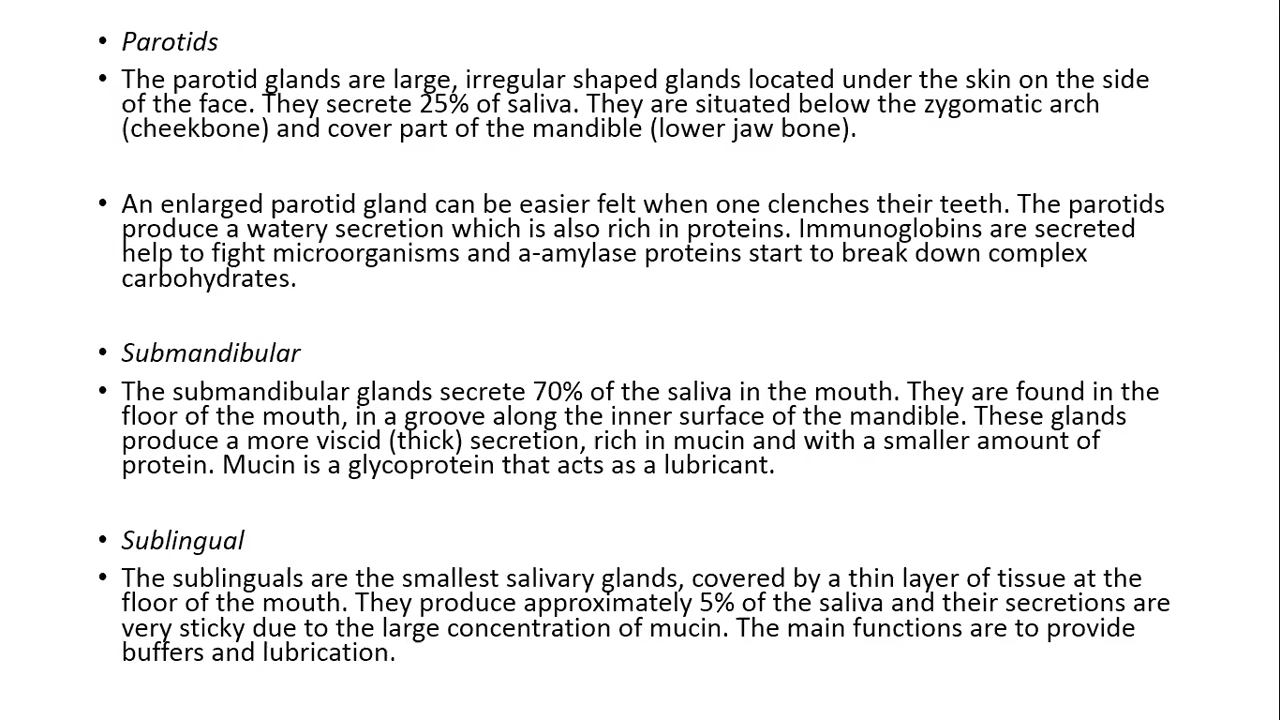 • Parotids
• The parotid glands are large, irregular shaped glands located under the skin on the side
of the face. They secrete 25% of saliva. They are situated below the zygomatic arch
(cheekbone) and cover part of the mandible (lower jaw bone).
• An enlarged parotid gland can be easier felt when one clenches their teeth. The parotids
produce a watery secretion which is also rich in proteins. Immunoglobins are secreted
help to fight microorganisms and a-amylase proteins start to break down complex
carbohydrates.
• Submandibular
• The submandibular glands secrete 70% of the saliva in the mouth. They are found in the
floor of the mouth, in a groove along the inner surface of the mandible. These glands
produce a more viscid (thick) secretion, rich in mucin and with a smaller amount of
protein. Mucin is a glycoprotein that acts as a lubricant.
• Sublingual
• The sublinguals are the smallest salivary glands, covered by a thin layer of tissue at the
floor of the mouth. They produce approximately 5% of the saliva and their secretions are
very sticky due to the large concentration of mucin. The main functions are to provide
buffers and lubrication.